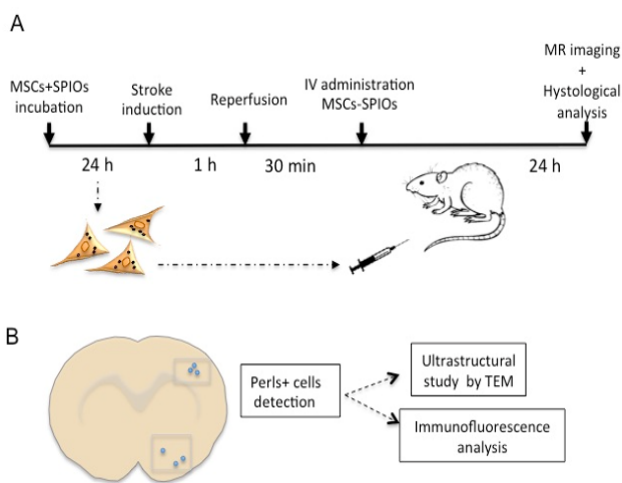 A
MSCs+SPIOs
incubation
Stroke
induction
Reperfusion
IV administration
MSCs-SPIOs
MR imaging
+
Hystological
analysis
24 h
1 h
30 min
24 h
B
Perls+ cells
detection
Ultrastructural
study by TEM
Immunofluorescence
analysis